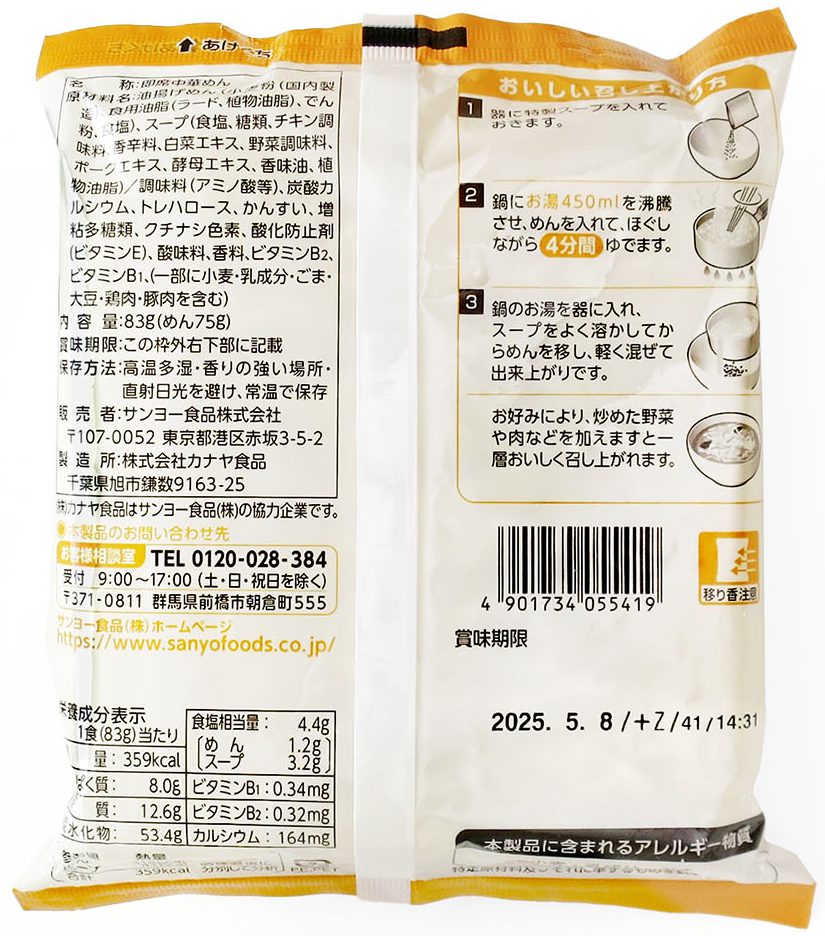 あけぐち
名 称:即席中華めん
原材料名:油揚げめん(小麦粉(国内製
造)、食用油脂(ラード、植物油脂)、でん
粉、食塩)、スープ(食塩、糖類、チキン調
味料、香辛料、白菜エキス、野菜調味料、
ポークエキス、酵母エキス、香味油、植
物油脂)/調味料(アミノ酸等)、炭酸カ
ルシウム、トレハロース、かんすい、増
粘多糖類、クチナシ色素、酸化防止剤
(ビタミンE)、酸味料、香料、ビタミンB2、
ビタミンB1、(一部に小麦・乳成分・ごま・
大豆・鶏肉・豚肉を含む)
内 容 量:83g(めん75g)
賞味期限:この枠外右下部に記載
保存方法:高温多湿・香りの強い場所・
直射日光を避け、常温で保存
販 売 者:サンヨー食品株式会社
〒107-0052 東京都港区赤坂3-5-2
製 造 所:株式会社カナヤ食品
千葉県旭市鎌数9163-25
(株)カナヤ食品はサンヨー食品(株)の協力企業です。
本製品のお問い合わせ先
お客様相談室 TEL 0120-028-384
受付 9:00〜17:00 (土・日・祝日を除く)
〒371-0811 群馬県前橋市朝倉町555
サンヨー食品(株)ホームページ
https://www.sanyofoods.co.jp/
栄養成分表示
1食(83g)当たり
量: 359kcal
ぱく質: 8.0g
質: 12.6g
水化物: 53.4g
食塩相当量: 4.4g
めん 1.2g
スープ 3.2g
ビタミンB1: 0.34mg
ビタミンB2: 0.32mg
カルシウム: 164mg
熱量
合計 359kcal
おいしい召し上がり方
1 器に特製スープを入れて
おきます。
2 鍋にお湯450mlを沸騰
させ、めんを入れて、ほぐし
ながら4分間ゆでます。
3 鍋のお湯を器に入れ、
スープをよく溶かしてか
らめんを移し、軽く混ぜて
出来上がりです。
お好みにより、炒めた野菜
や肉などを加えますと一
層おいしく召し上がれます。
4 901734 055419
移り香注意
賞味期限
2025. 5. 8 /+Z/41/14:31
本製品に含まれるアレルギー物質